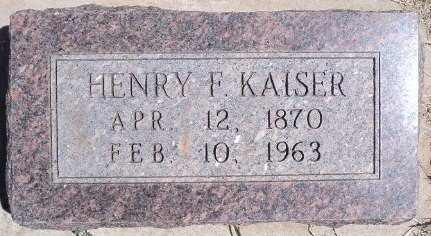 HENRY F. KAISER
APR. 12, 1870
FEB. 10, 1963